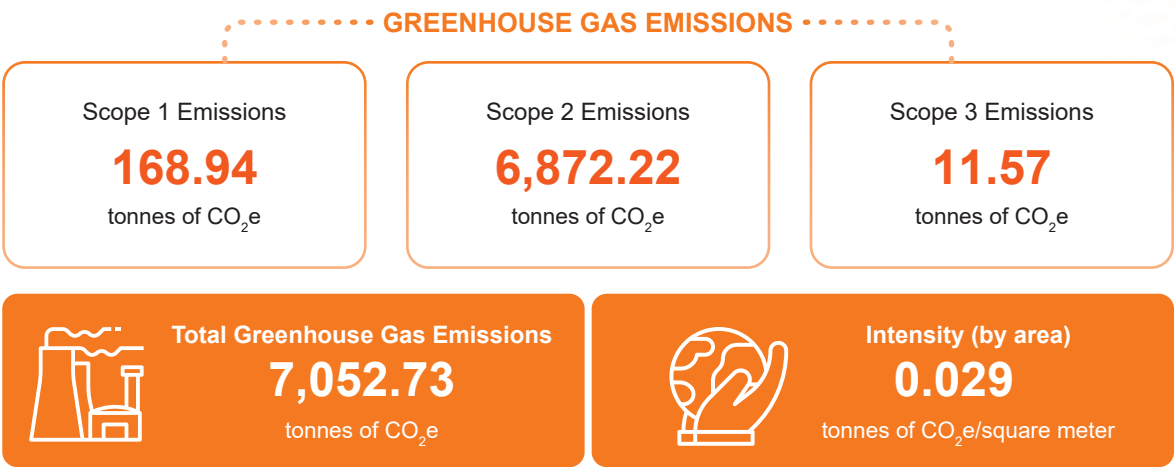 GREENHOUSE GAS EMISSIONS
Scope 1 Emissions
168.94
tonnes of CO₂e
Scope 2 Emissions
6,872.22
tonnes of CO₂e
Scope 3 Emissions
11.57
tonnes of CO₂e
Total Greenhouse Gas Emissions
7,052.73
tonnes of CO₂e
Intensity (by area)
0.029
tonnes of CO₂e/square meter